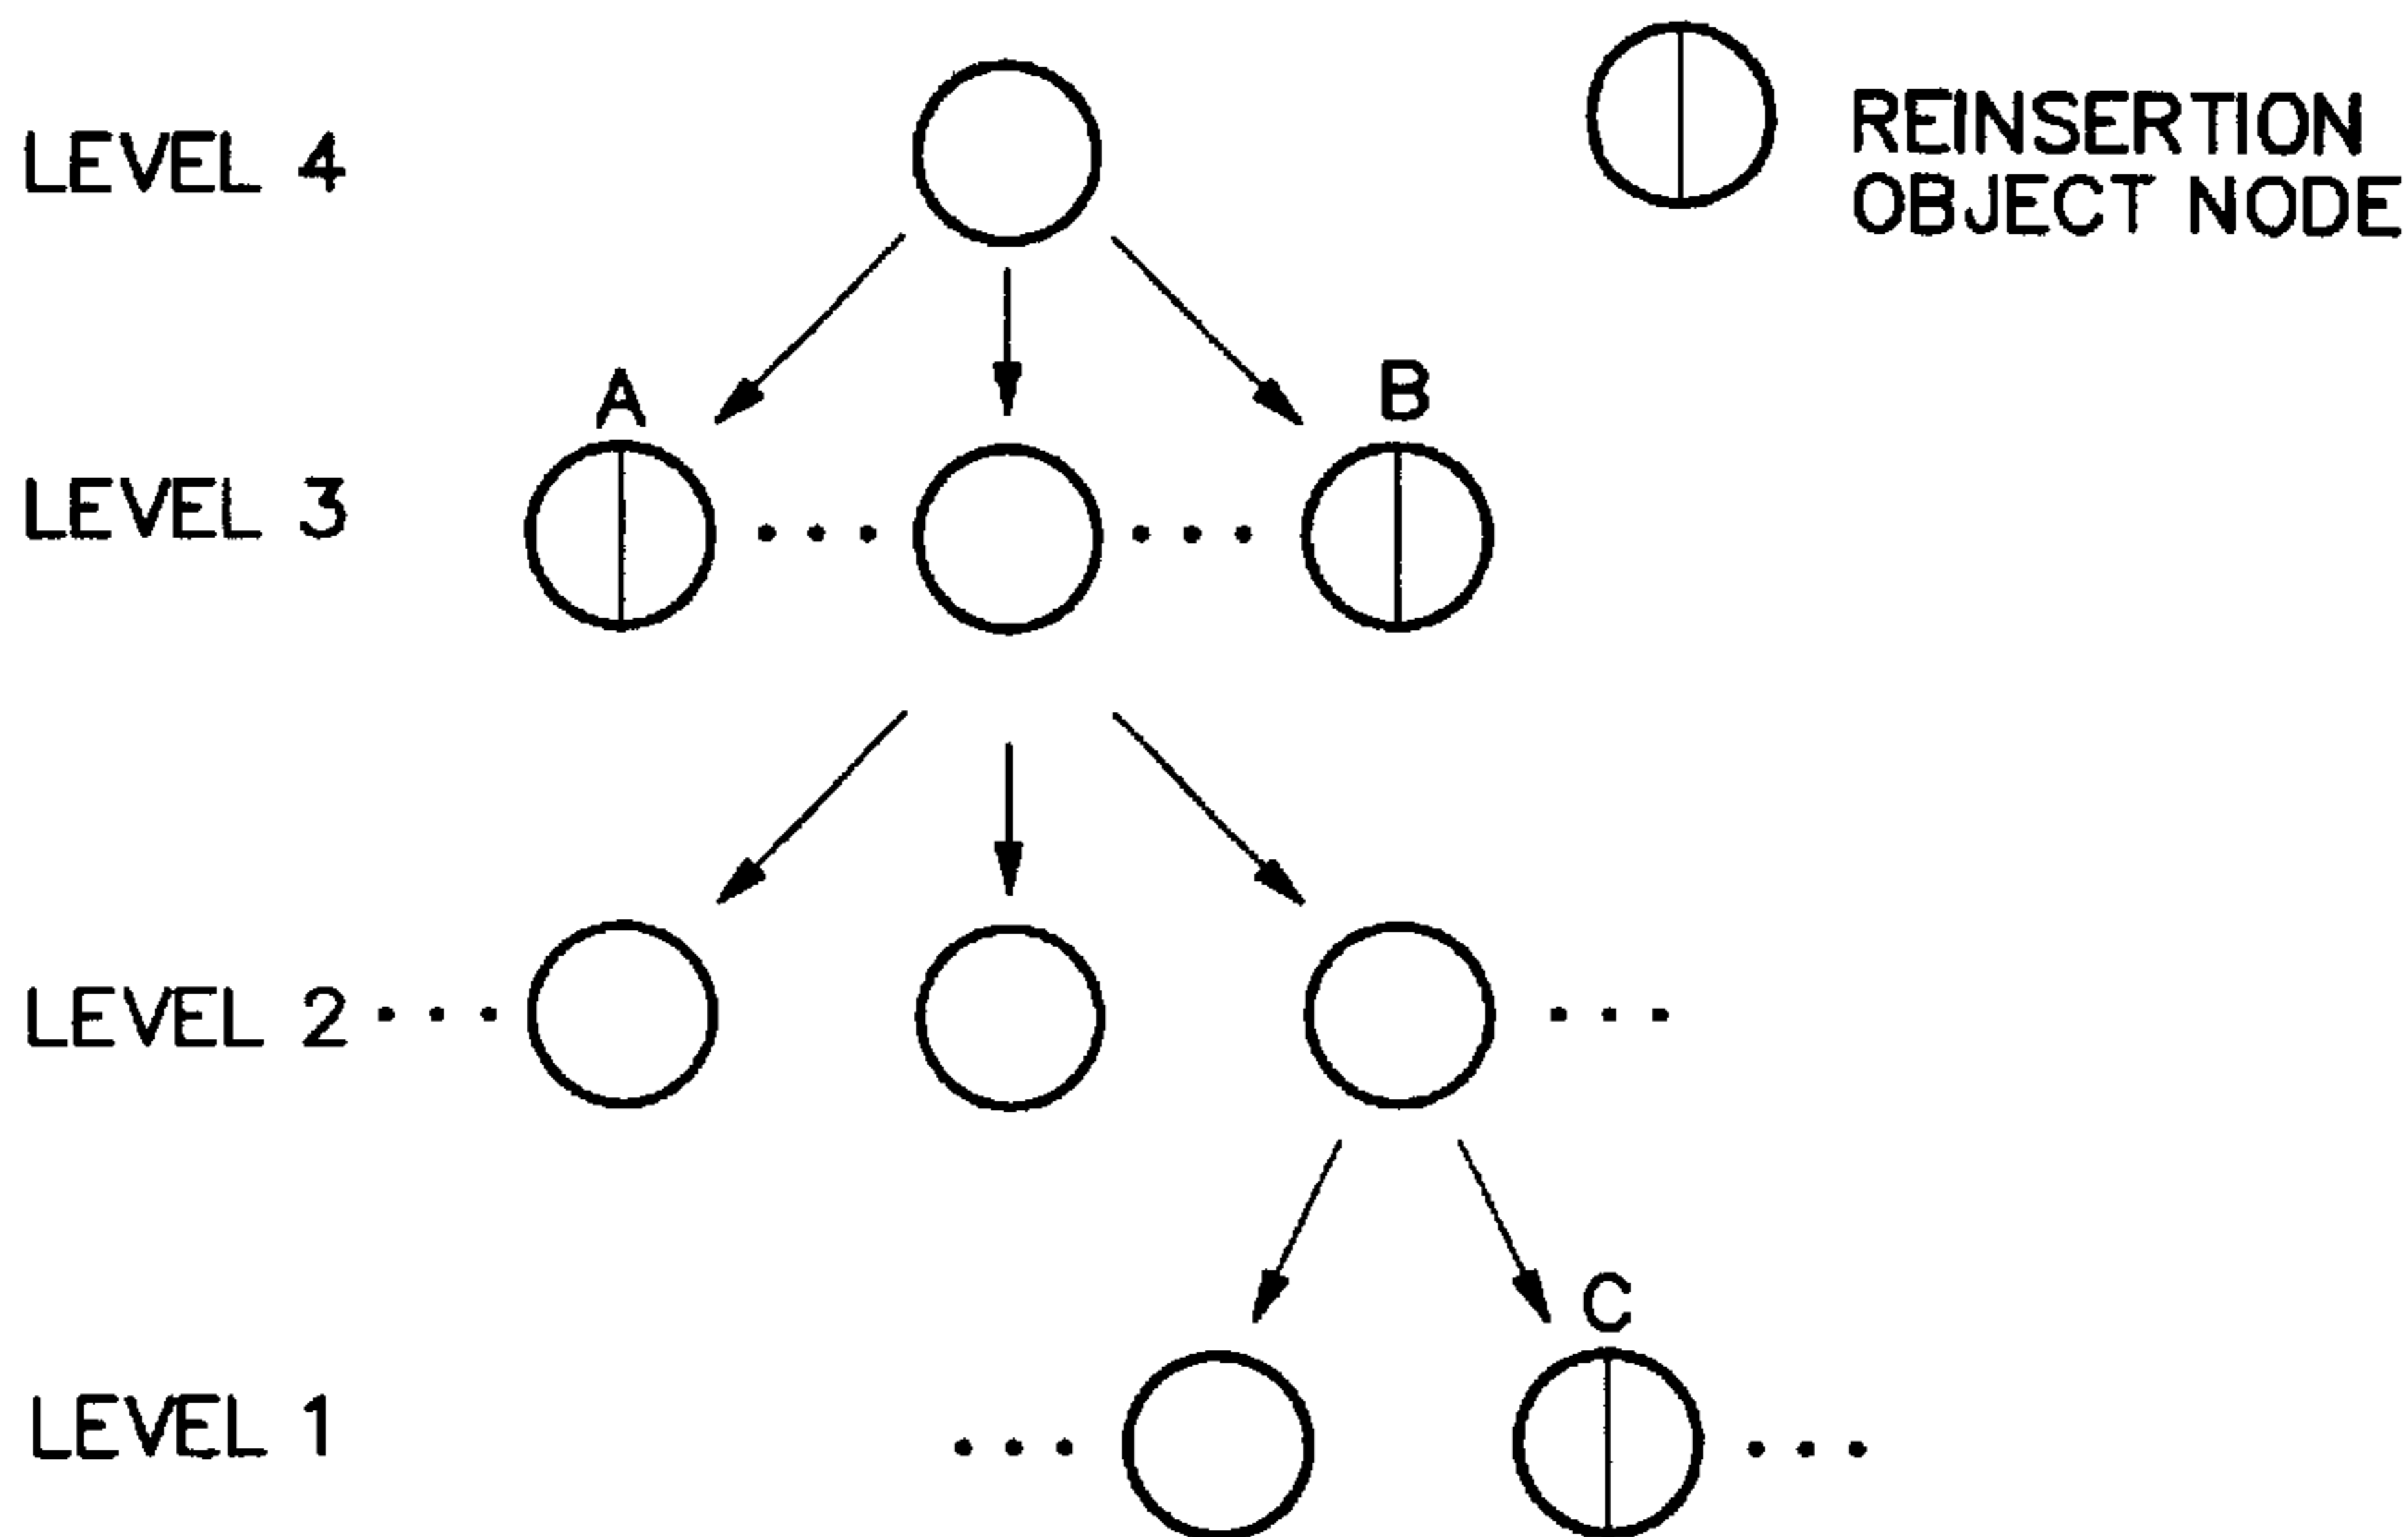 LEVEL 4
REINSERTION
OBJECT NODE
A
B
LEVEL 3
LEVEL 2
C
LEVEL 1